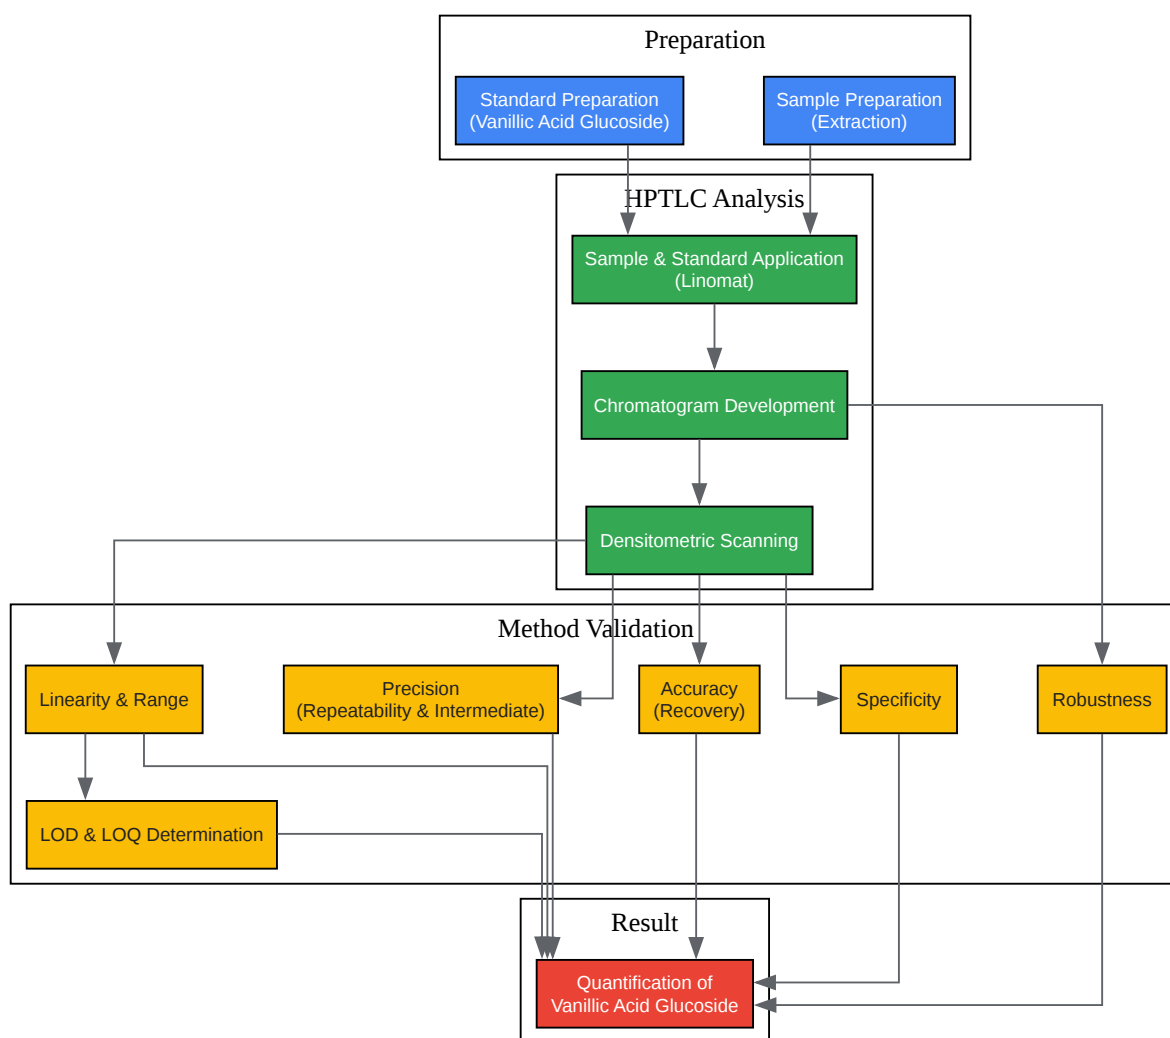 Preparation
Standard Preparation
(Vanillic Acid Glucoside)
Sample Preparation
(Extraction)
HPTLC Analysis
Sample & Standard Application
(Linomat)
Chromatogram Development
Densitometric Scanning
Method Validation
Linearity & Range
Precision
(Repeatability & Intermediate)
Accuracy
(Recovery)
Specificity
Robustness
LOD & LOQ Determination
Result
Quantification of
Vanillic Acid Glucoside